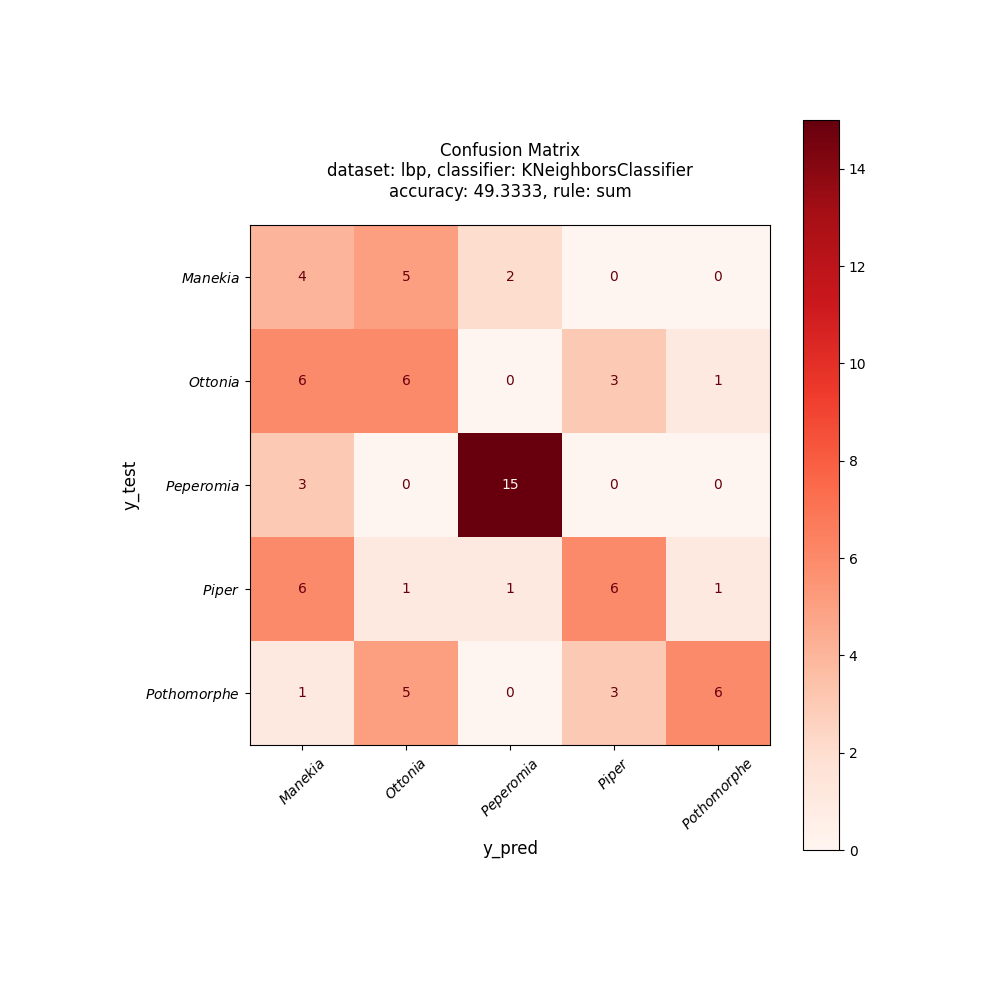 Confusion Matrix
dataset: lbp, classifier: KNeighborsClassifier
accuracy: 49.3333, rule: sum
y_test
Manekia 4 5 2 0 0
Ottonia 6 6 0 3 1
Peperomia 3 0 15 0 0
Piper 6 1 1 6 1
Pothomorphe 1 5 0 3 6
Manekia Ottonia Peperomia Piper Pothomorphe
y_pred
14
12
10
8
6
4
2
0